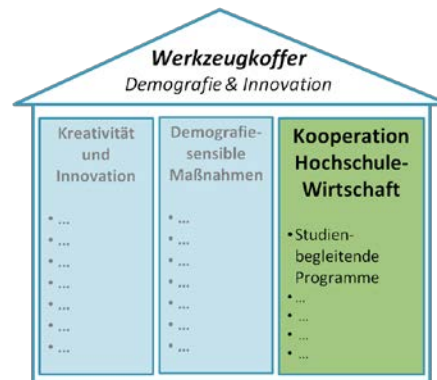 Werkzeugkoffer
Demografie & Innovation
Kreativität
und
Innovation
• ...
• ...
• ...
• ...
• ...
• ...
• ...
Demografie-
sensible
Maßnahmen
• ...
• ...
• ...
• ...
• ...
• ...
• ...
Kooperation
Hochschule-
Wirtschaft
• Studien-
begleitende
Programme
• ...
• ...
• ...
• ...